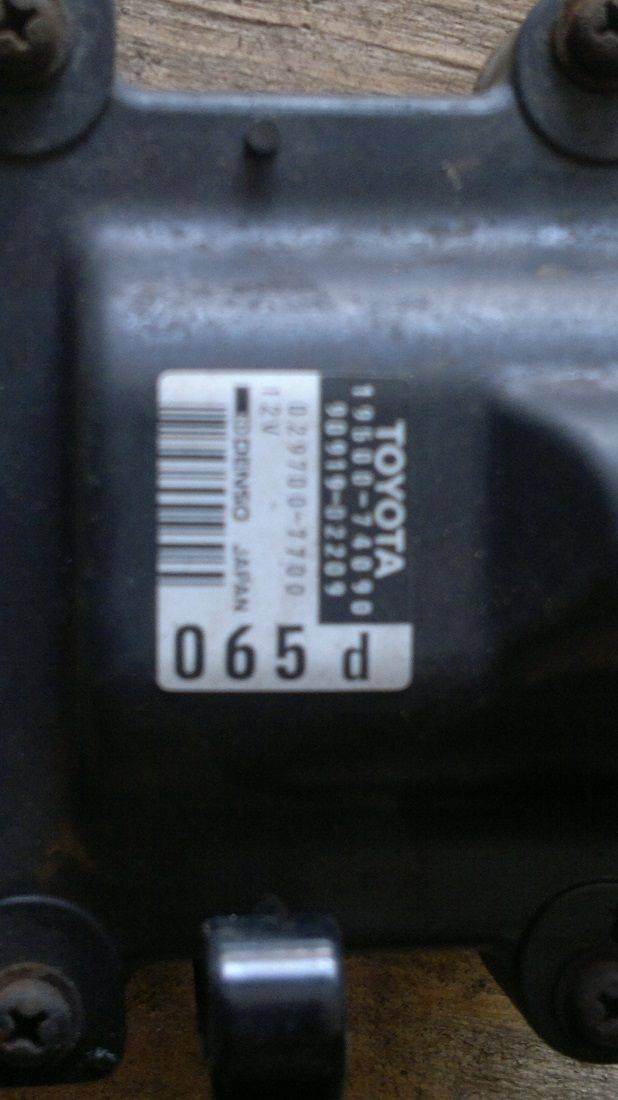 TOYOTA
19500-74090
90919-02209
029700-7700
12V
DENSO JAPAN
065 d